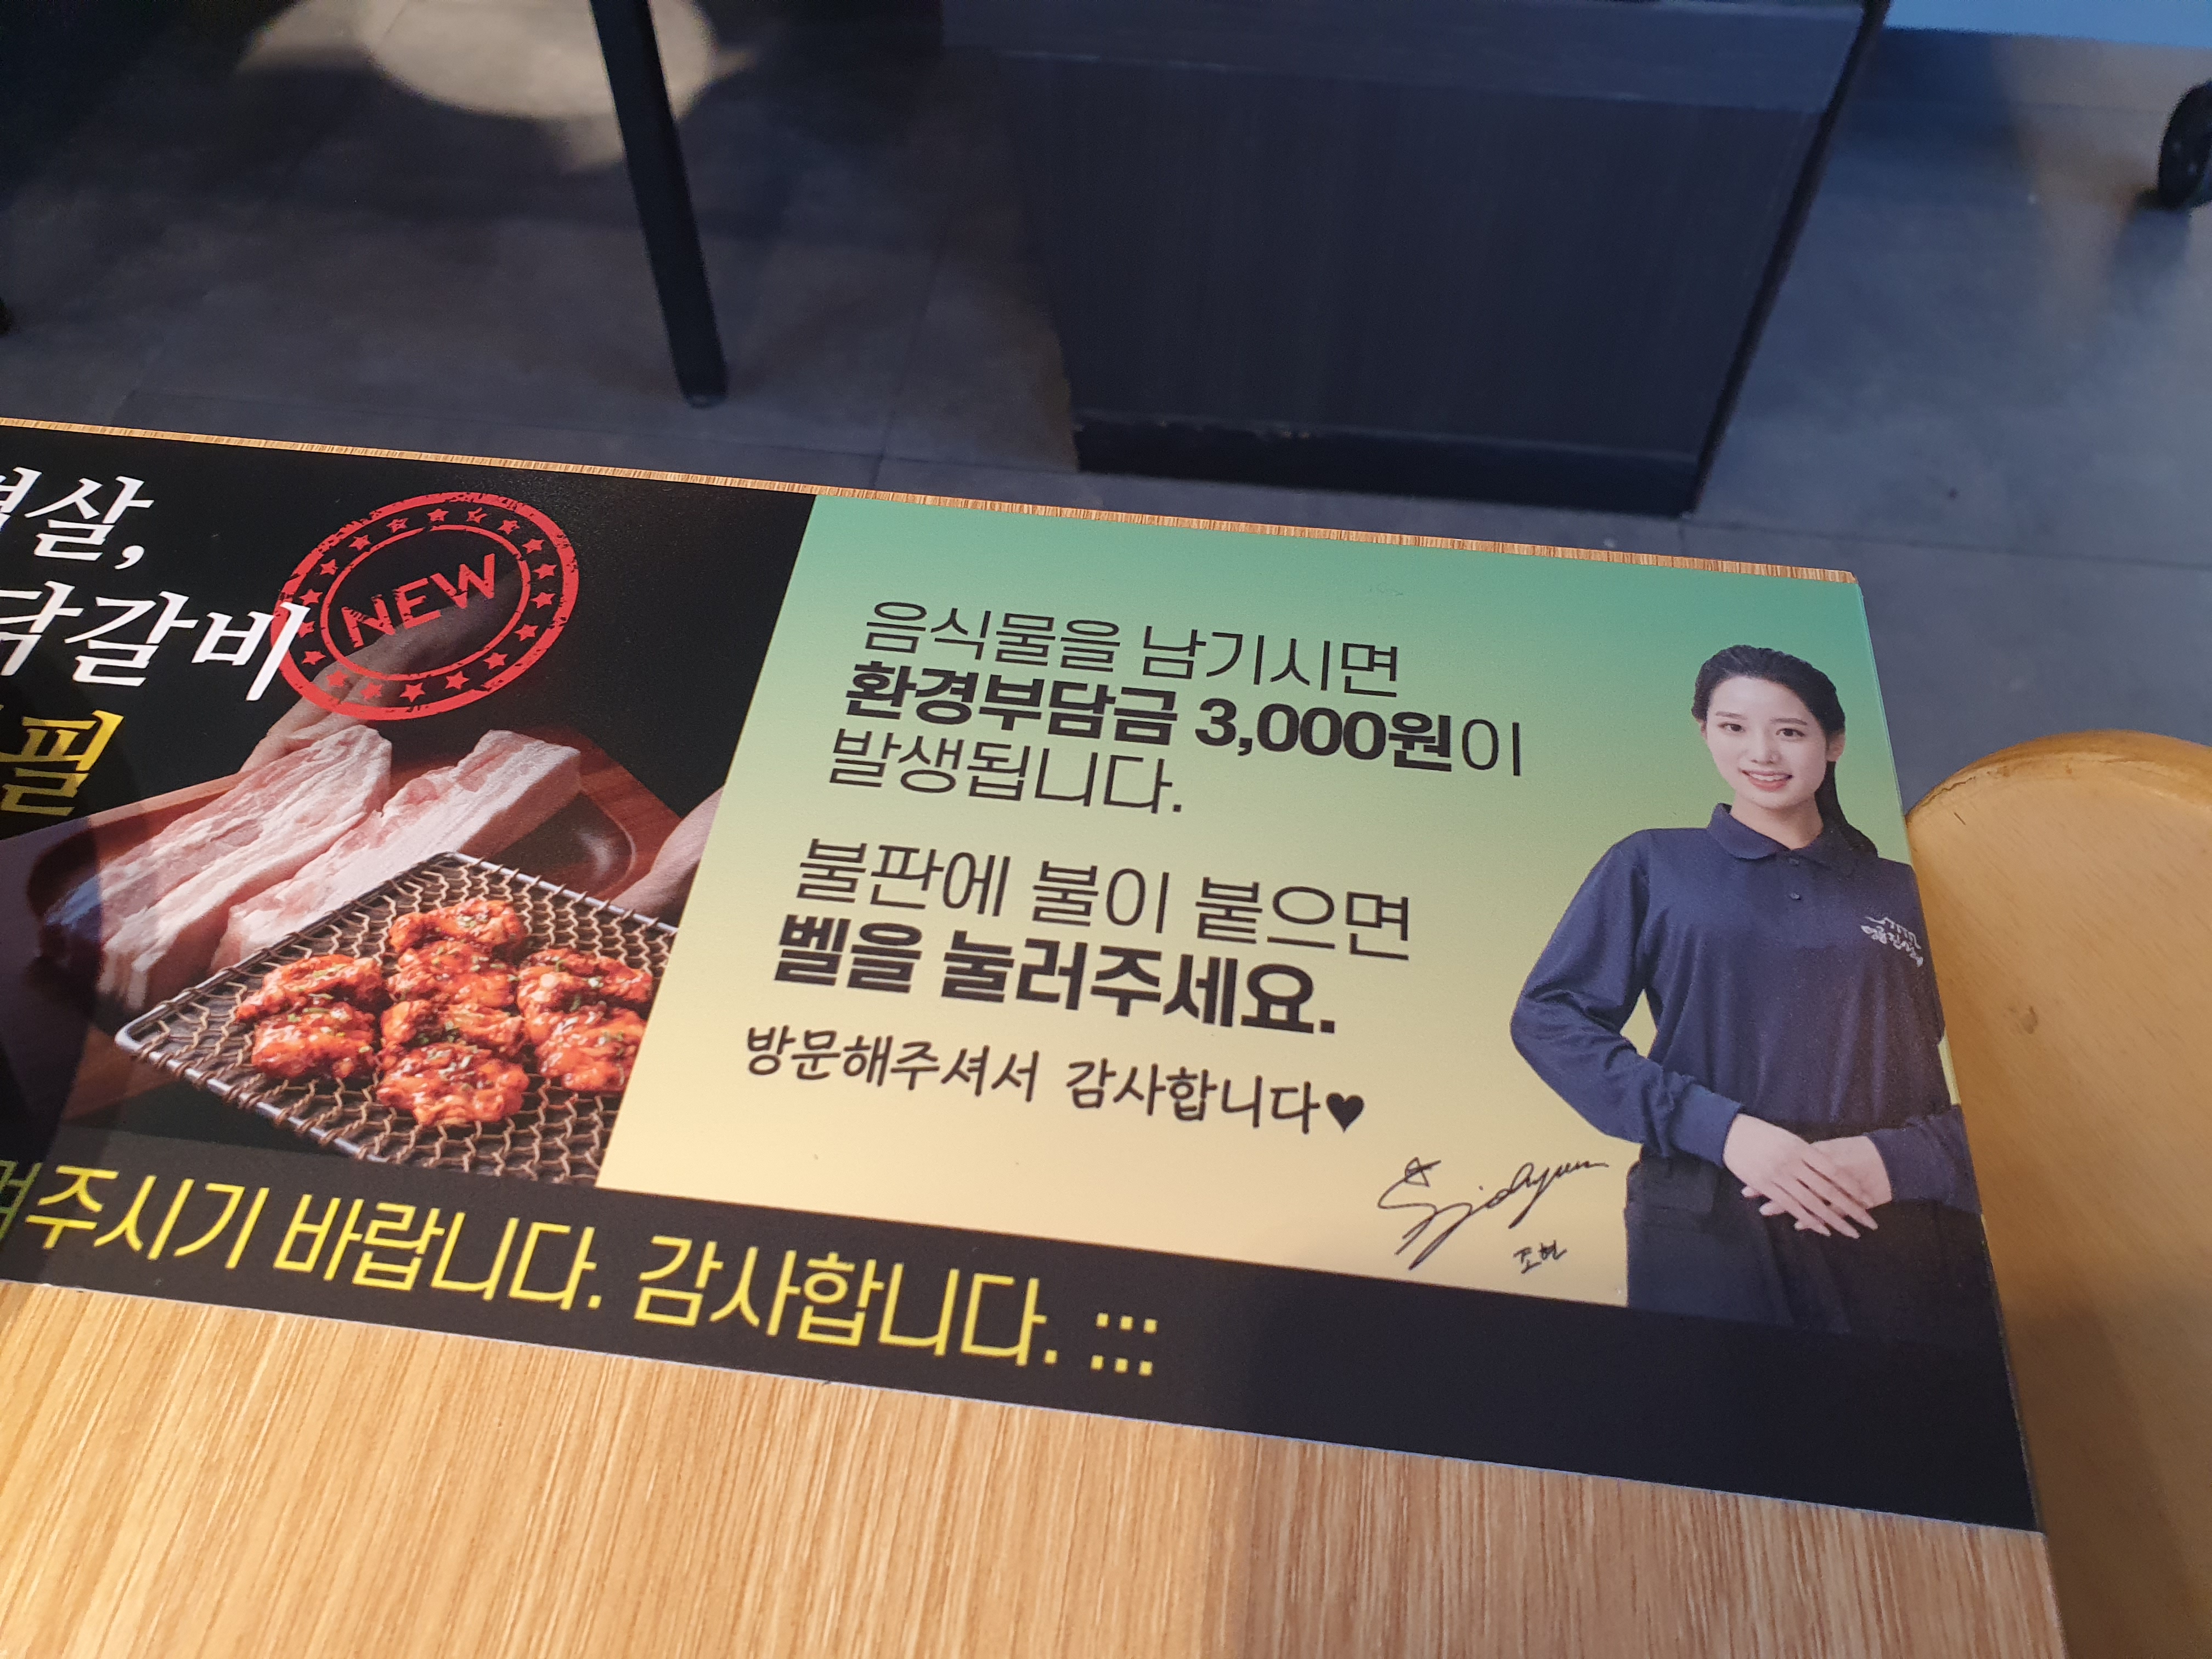 살,
닭갈비
필
NEW
음식물을 남기시면
환경부담금 3,000원이
발생됩니다.
불판에 불이 붙으면
벨을 눌러주세요.
방문해주셔서 감사합니다♥
조현
주시기 바랍니다. 감사합니다. :::